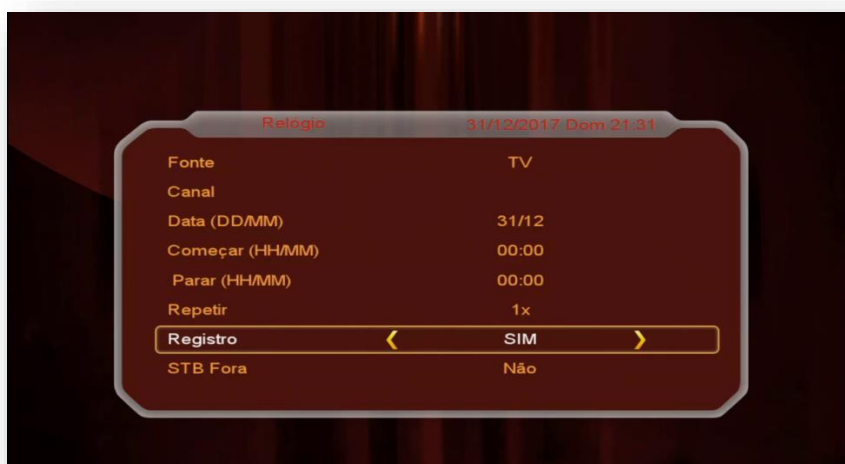 Relógio 31/12/2017 Dom 21:31
Fonte TV
Canal
Data (DD/MM) 31/12
Começar (HH/MM) 00:00
Parar (HH/MM) 00:00
Repetir 1x
Registro SIM
STB Fora Não